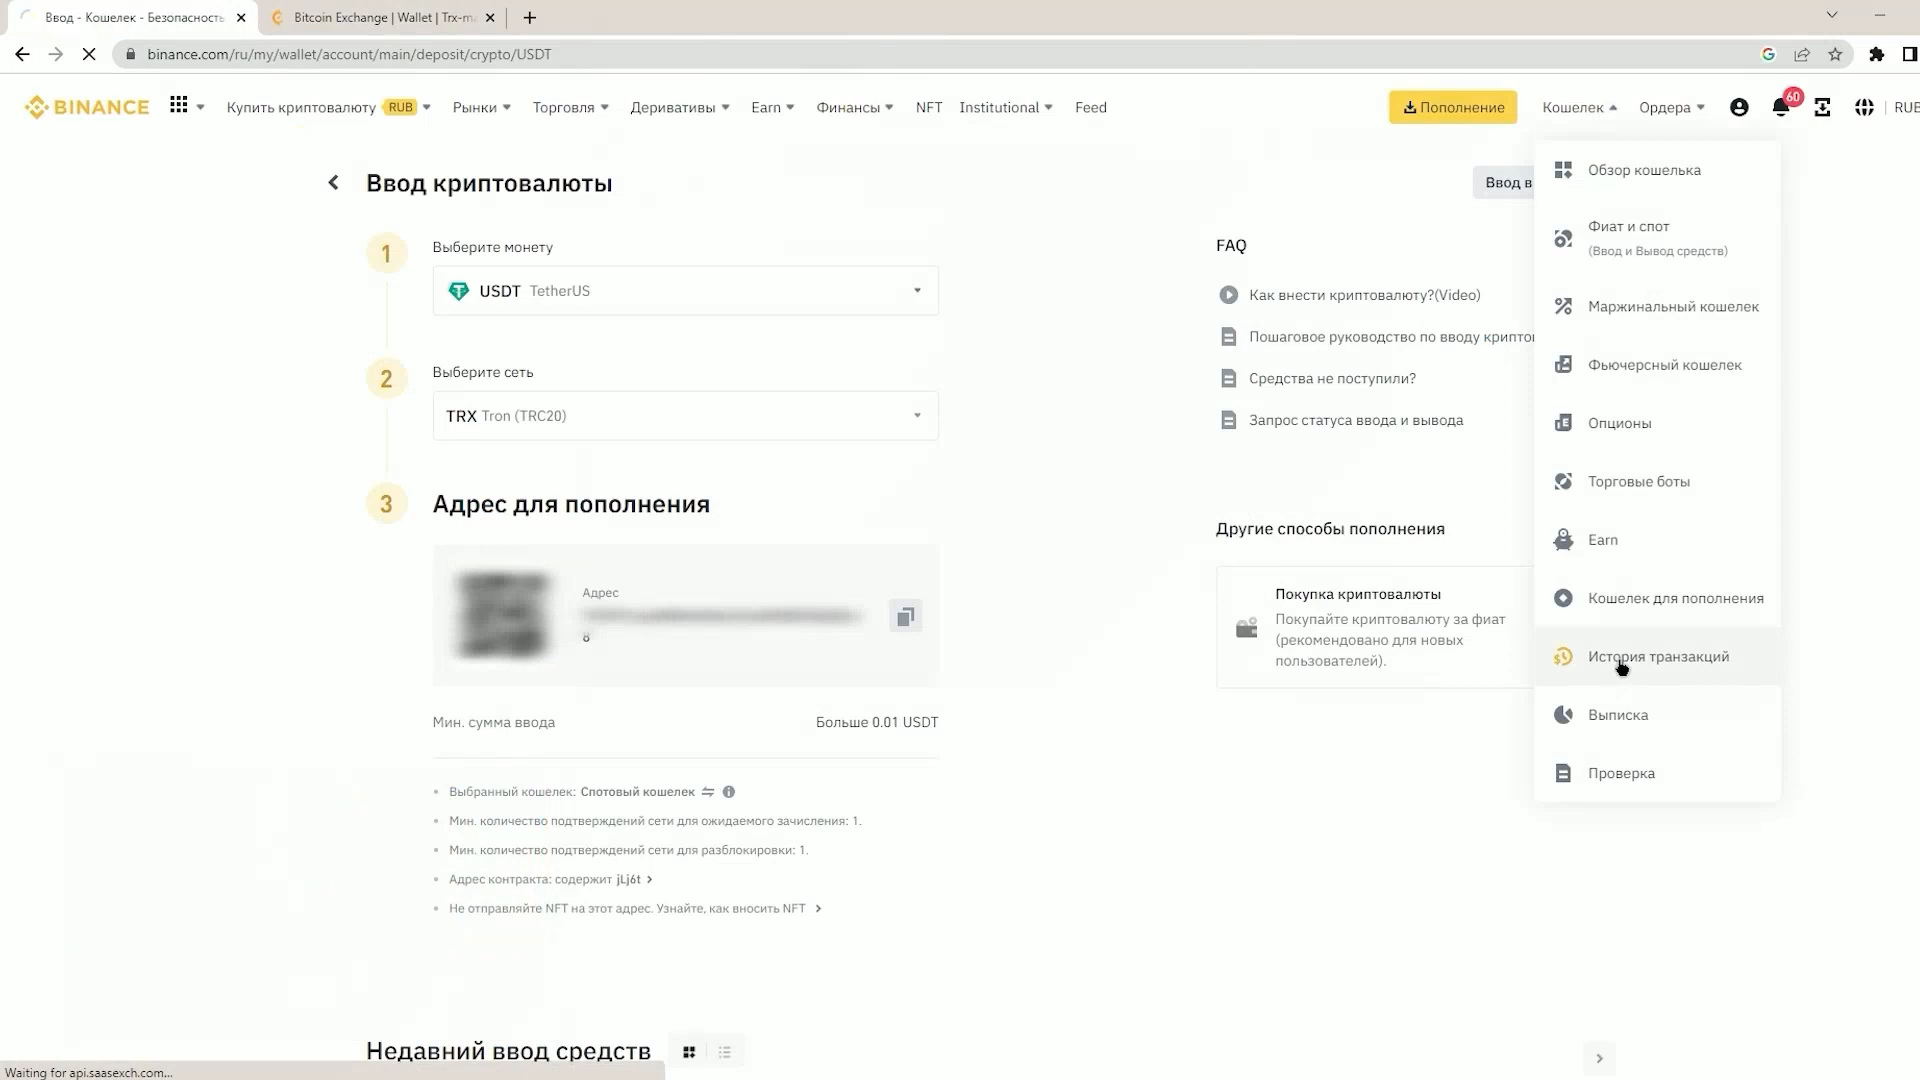 Ввод - Кошелек - Безопасность
Bitcoin Exchange | Wallet | Trx-m
binance.com/ru/my/wallet/account/main/deposit/crypto/USDT
BINANCE
Купить криптовалюту RUB
Рынки
Торговля
Деривативы
Earn
Финансы
NFT
Institutional
Feed
Пополнение
Кошелек
Ордера
60
RUB
Ввод криптовалюты
Ввод в
1
Выберите монету
USDT TetherUS
2
Выберите сеть
TRX Tron (TRC20)
3
Адрес для пополнения
Адрес
8
Мин. сумма ввода
Больше 0.01 USDT
Выбранный кошелек: Спотовый кошелек
Мин. количество подтверждений сети для ожидаемого зачисления: 1.
Мин. количество подтверждений сети для разблокировки: 1.
Адрес контракта: содержит jLj6t
Не отправляйте NFT на этот адрес. Узнайте, как вносить NFT
FAQ
Как внести криптовалюту?(Video)
Пошаговое руководство по вводу крипто
Средства не поступили?
Запрос статуса ввода и вывода
Другие способы пополнения
Покупка криптовалюты
Покупайте криптовалюту за фиат
(рекомендовано для новых
пользователей).
Обзор кошелька
Фиат и спот
(Ввод и Вывод средств)
Маржинальный кошелек
Фьючерсный кошелек
Опционы
Торговые боты
Earn
Кошелек для пополнения
История транзакций
Выписка
Проверка
Недавний ввод средств
Waiting for api.saasexch.com...